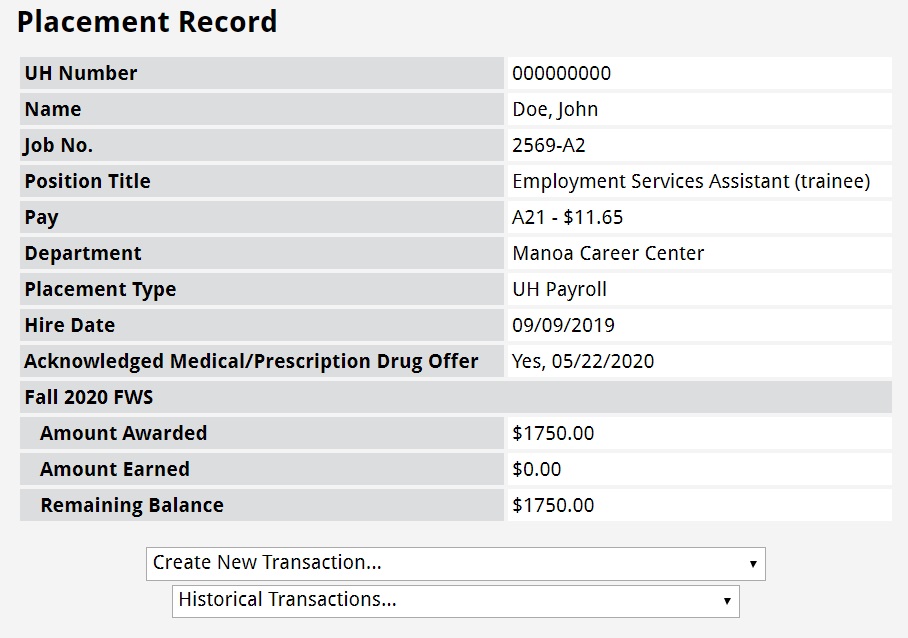 Placement Record
UH Number 000000000
Name Doe, John
Job No. 2569-A2
Position Title Employment Services Assistant (trainee)
Pay A21 - $11.65
Department Manoa Career Center
Placement Type UH Payroll
Hire Date 09/09/2019
Acknowledged Medical/Prescription Drug Offer Yes, 05/22/2020
Fall 2020 FWS
Amount Awarded $1750.00
Amount Earned $0.00
Remaining Balance $1750.00
Create New Transaction...
Historical Transactions...